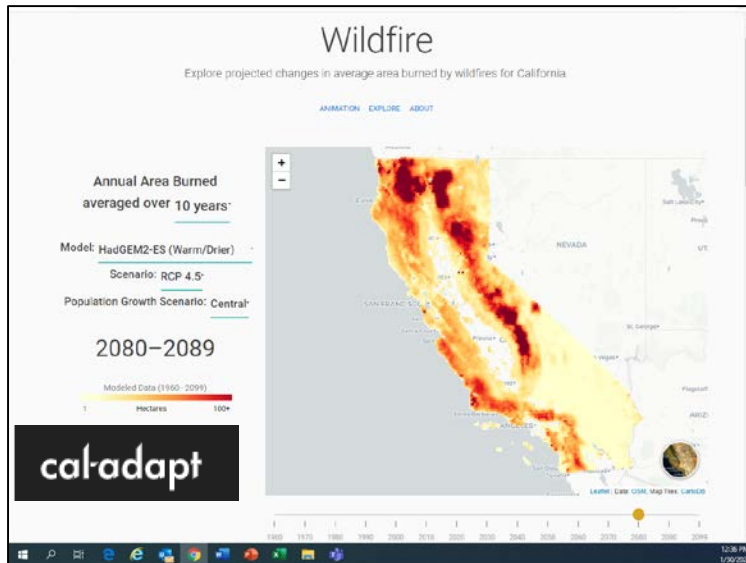 Wildfire
Explore projected changes in average area burned by wildfires for California.
ANIMATION EXPLORE ABOUT
+
−
Annual Area Burned
averaged over 10 years
Model: HadGEM2-ES (Warm/Drier)
Scenario: RCP 4.5
Population Growth Scenario: Central
2080–2089
Modeled Data (1960 - 2099)
1 Hectares 100+
cal-adapt
Salt Lake City
NEVADA
SAN FRANCISCO
St. George
Vegas
Flagstaff
ARIZ
ANGELES
Leaflet | Data: OSM, Map Tiles: CartoDB
1960 1970 1980 1990 2000 2010 2020 2030 2040 2050 2060 2070 2080 2090 2099
12:36 PM